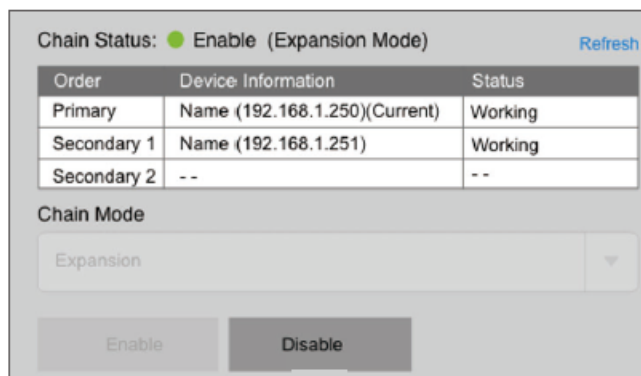 Chain Status: Enable (Expansion Mode) Refresh
Order Device Information Status
Primary Name (192.168.1.250)(Current) Working
Secondary 1 Name (192.168.1.251) Working
Secondary 2 -- --
Chain Mode
Expansion
Enable Disable